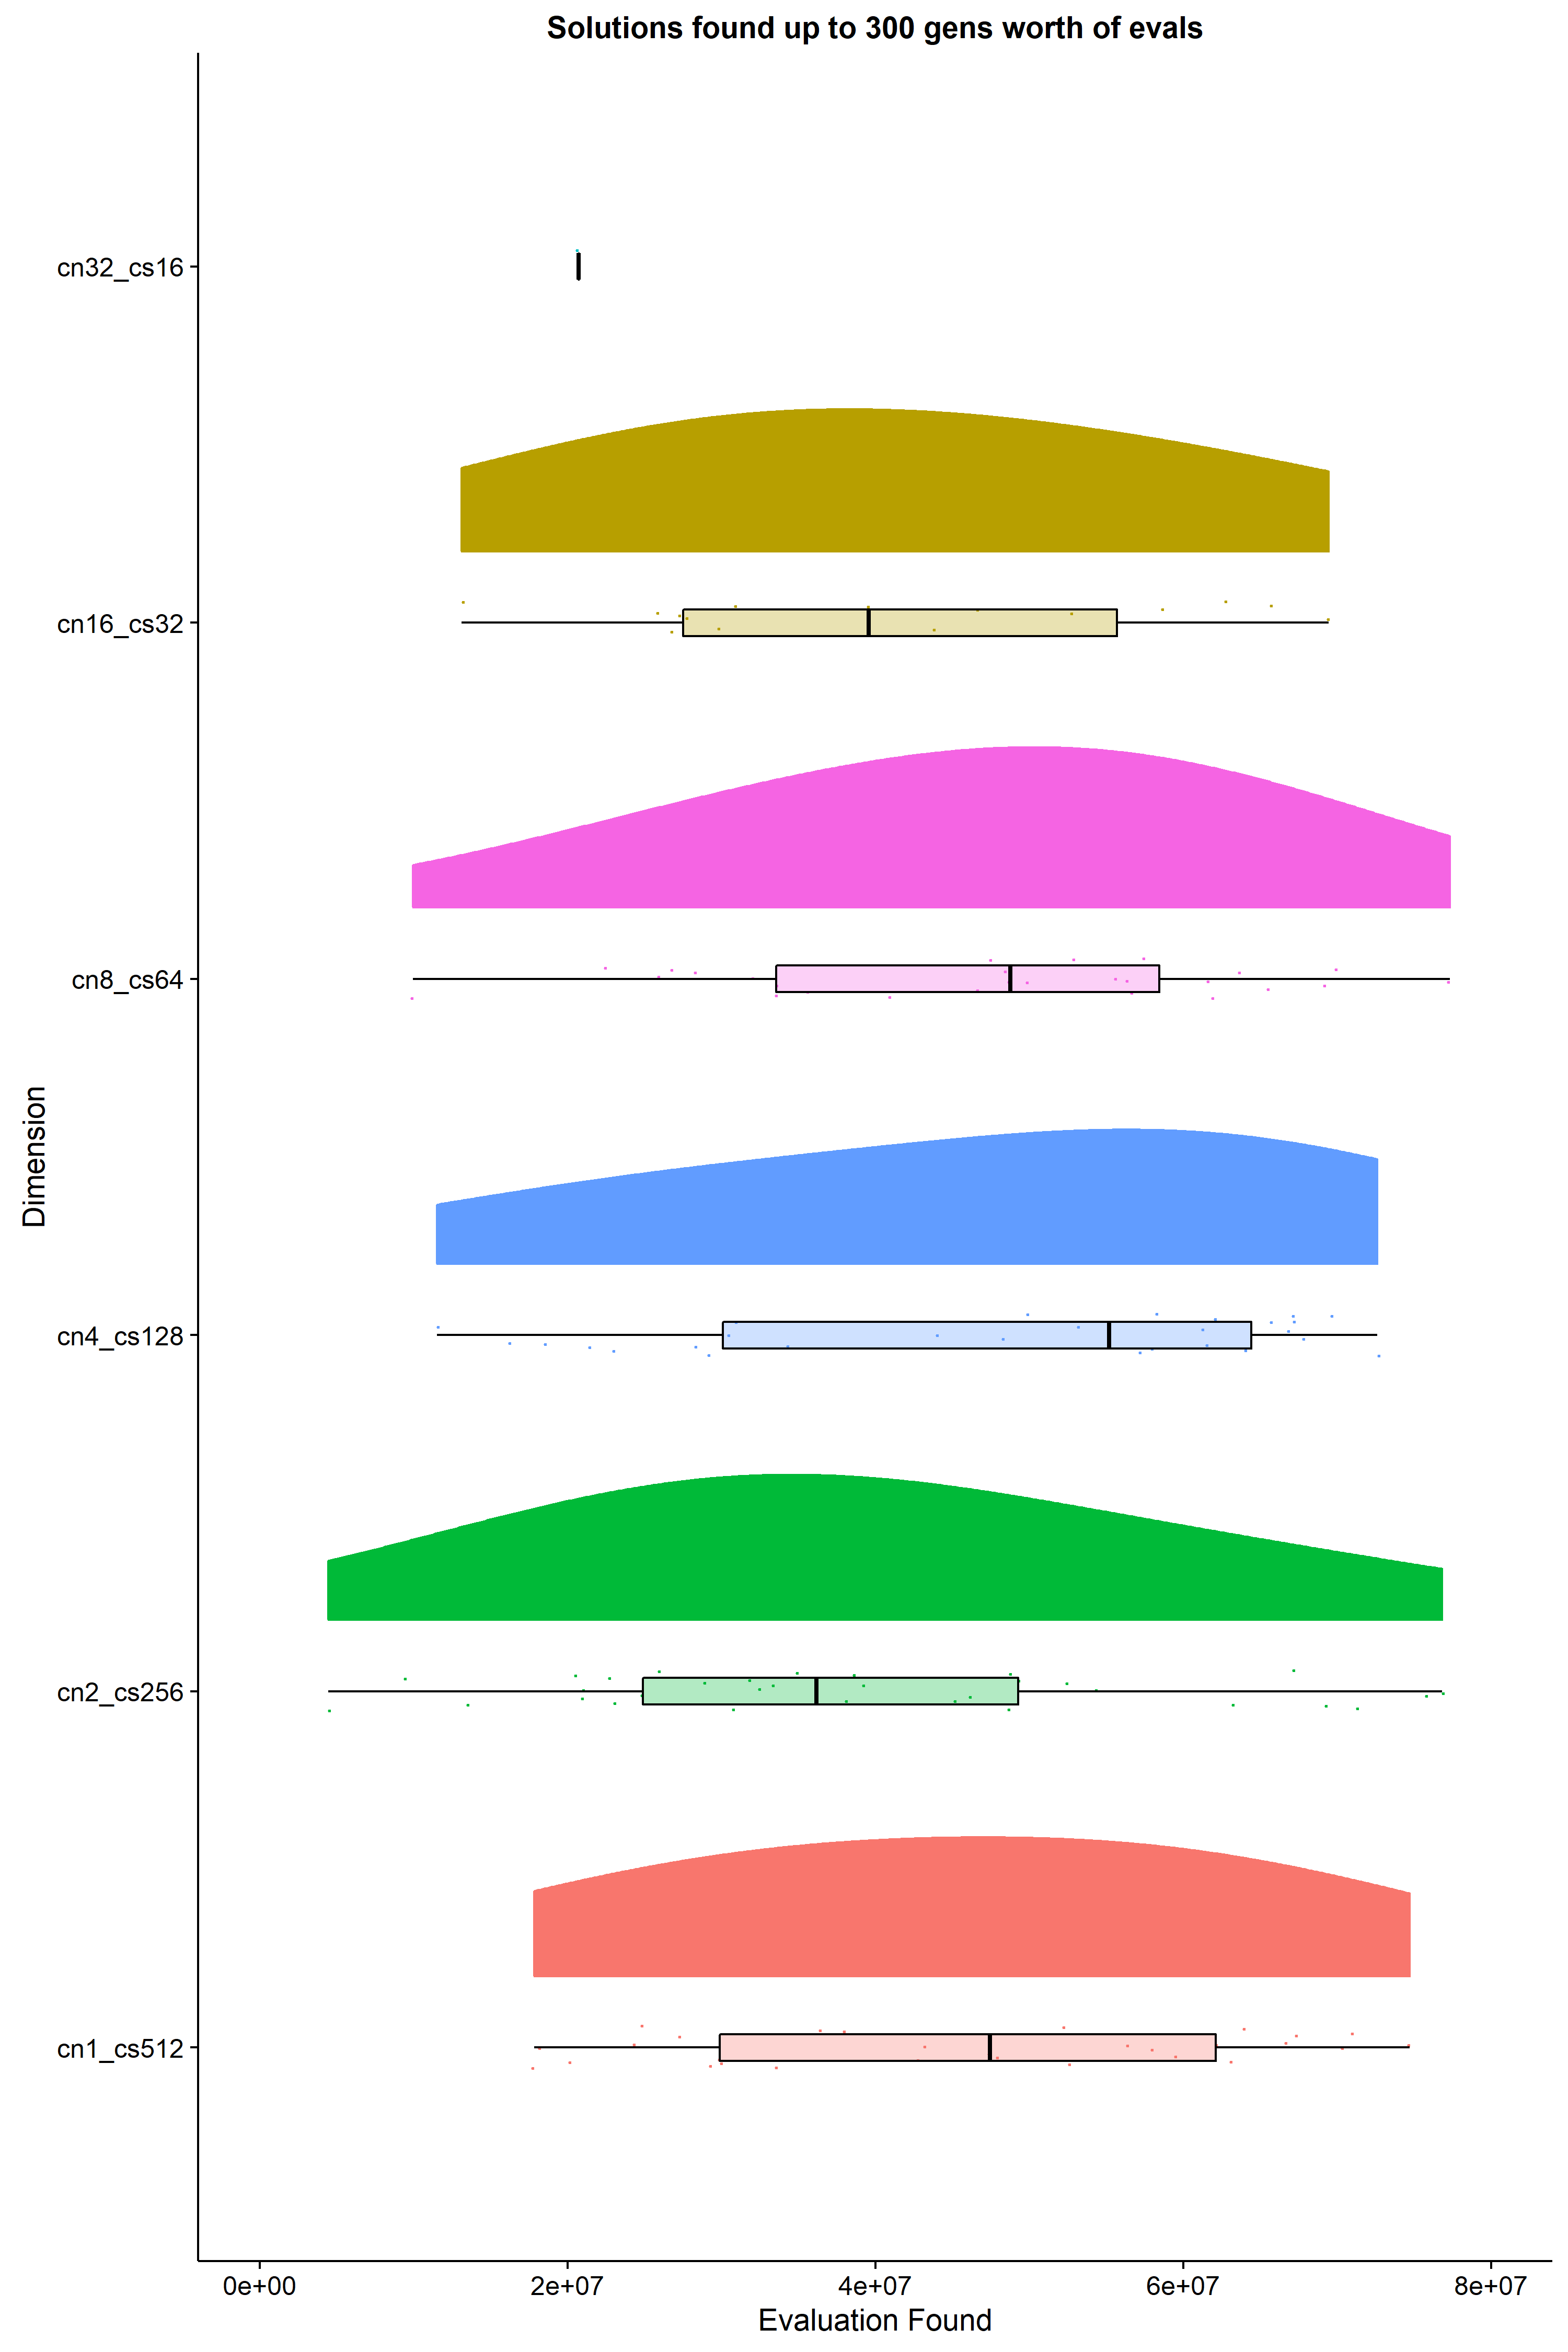 Solutions found up to 300 gens worth of evals
cn32_cs16
cn16_cs32
cn8_cs64
Dimension
cn4_cs128
cn2_cs256
cn1_cs512
0e+00 2e+07 4e+07 6e+07 8e+07
Evaluation Found